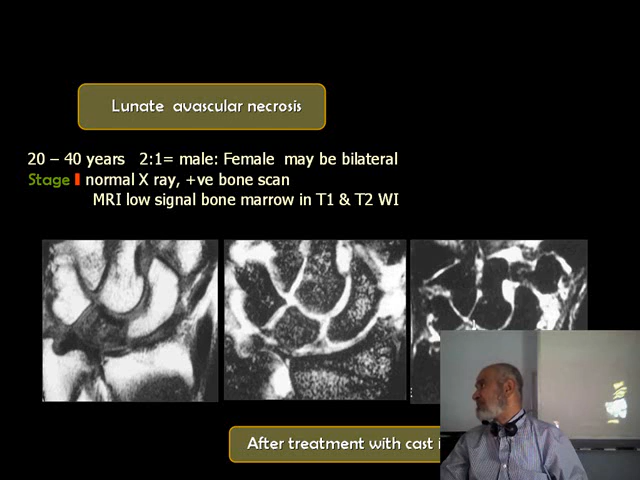 Lunate avascular necrosis
20 – 40 years 2:1= male: Female may be bilateral
Stage I normal X ray, +ve bone scan
MRI low signal bone marrow in T1 & T2 WI
After treatment with cast